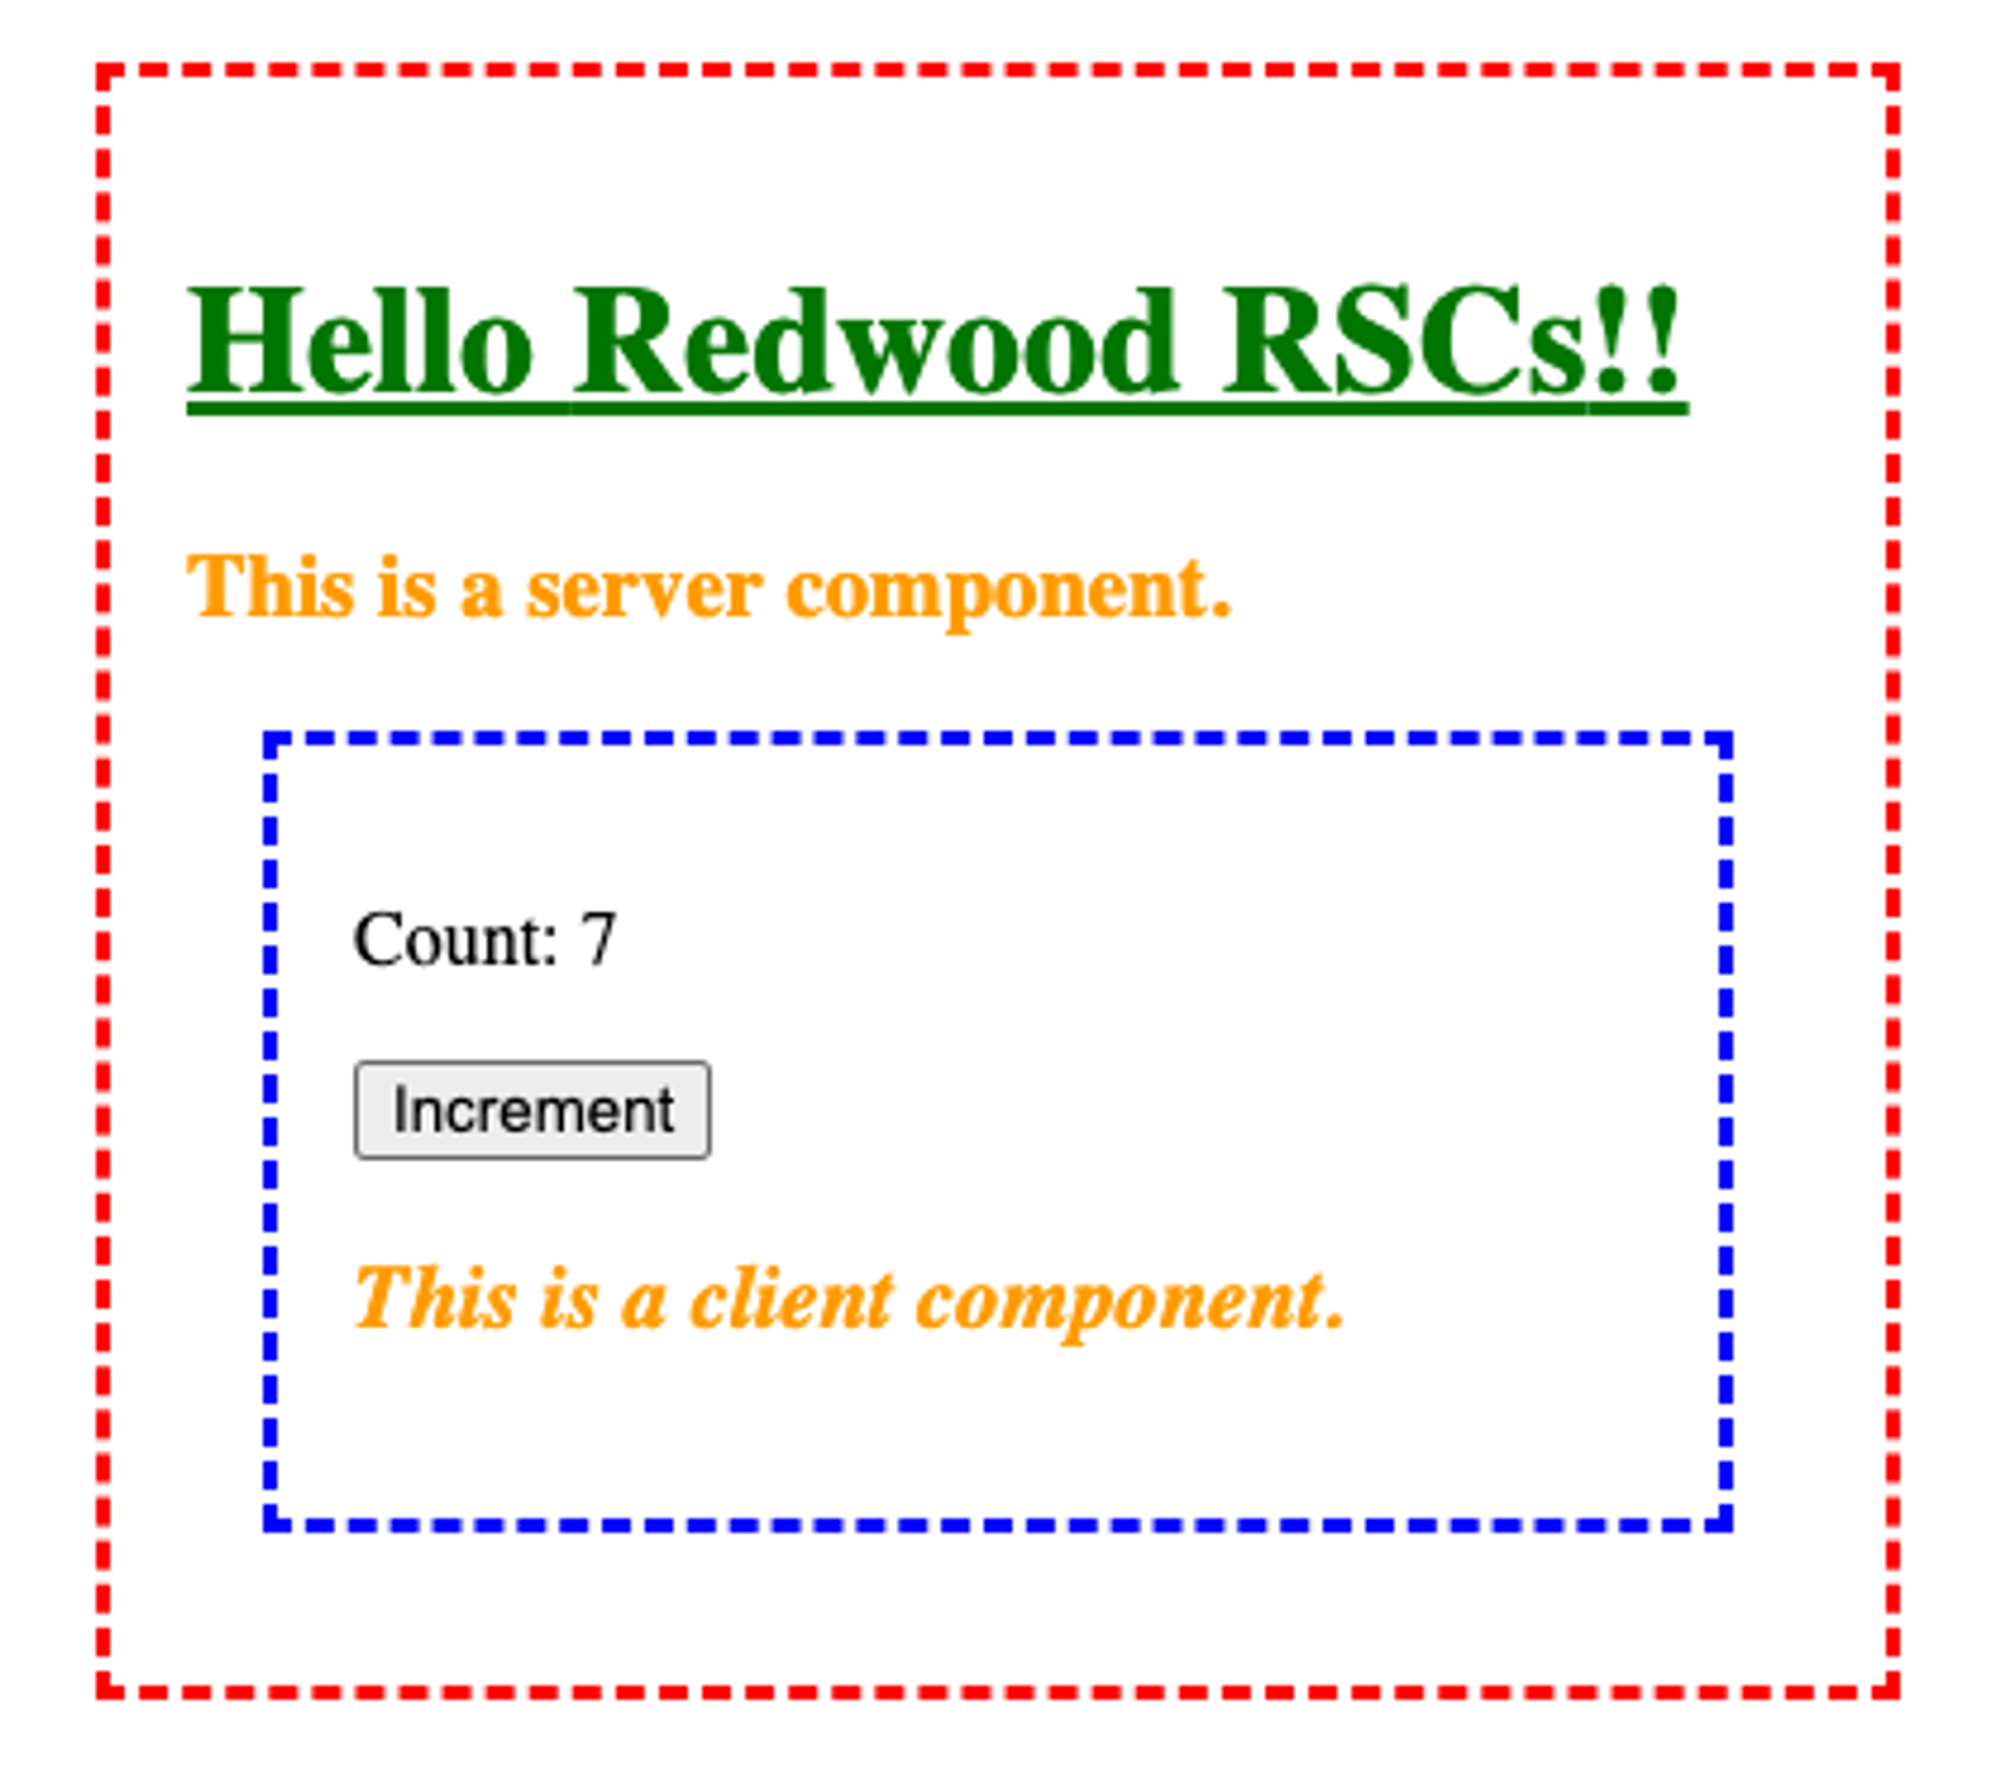 Hello Redwood RSCs!!
This is a server component.
Count: 7
Increment
This is a client component.